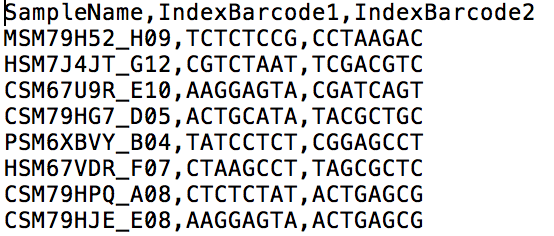 SampleName,IndexBarcode1,IndexBarcode2
MSM79H52_H09,TCTCTCCG,CCTAAGAC
HSM7J4JT_G12,CGTCTAAT,TCGACGTC
CSM67U9R_E10,AAGGAGTA,CGATCAGT
CSM79HG7_D05,ACTGCATA,TACGCTGC
PSM6XBVY_B04,TATCCTCT,CGGAGCCT
HSM67VDR_F07,CTAAGCCT,TAGCGCTC
CSM79HPQ_A08,CTCTCTAT,ACTGAGCG
CSM79HJE_E08,AAGGAGTA,ACTGAGCG